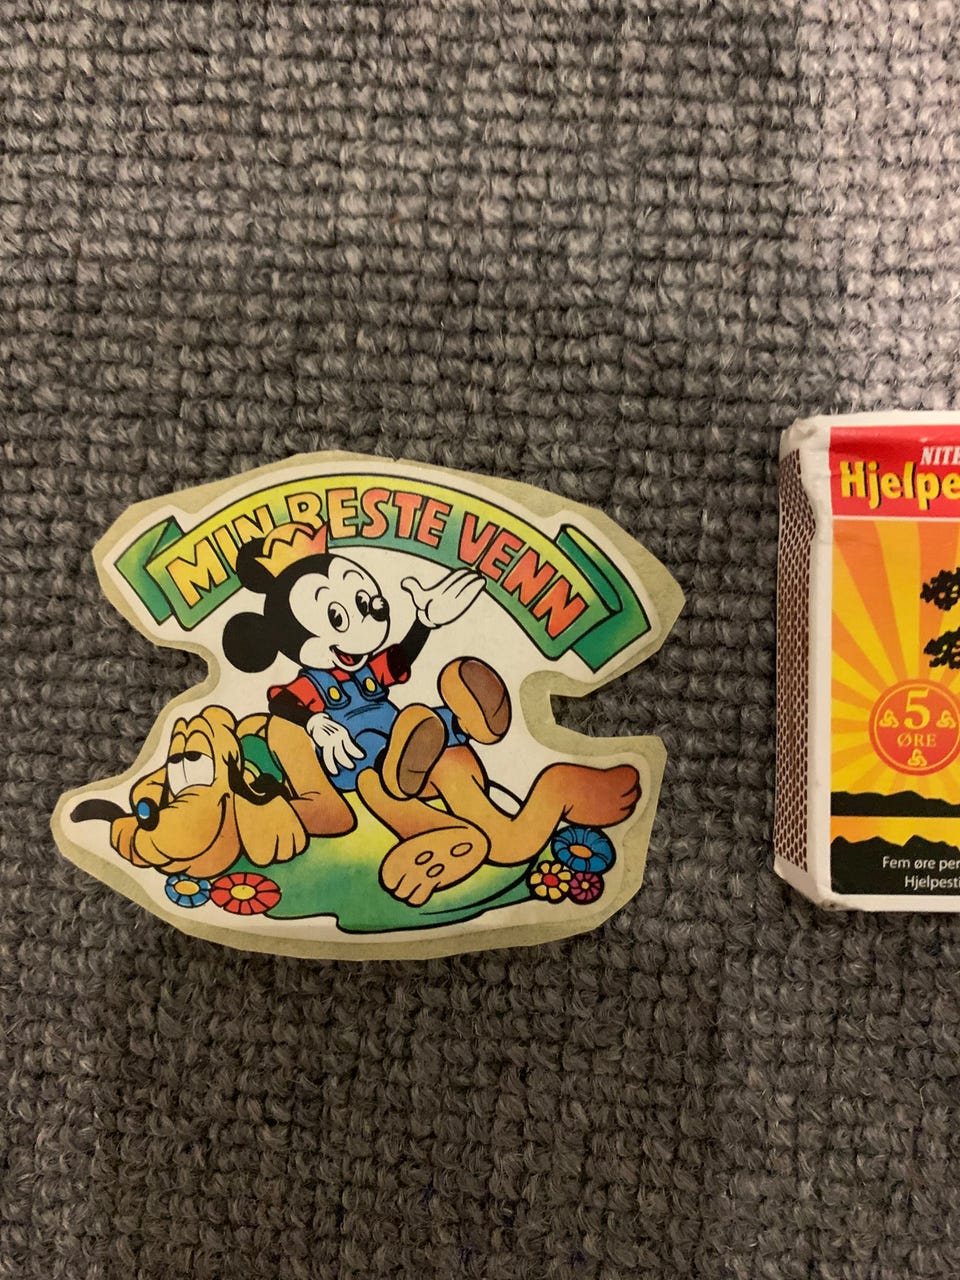 MIN BESTE VENN
NITE
Hjelpe
5
ØRE
Fem øre per
Hjelpesti